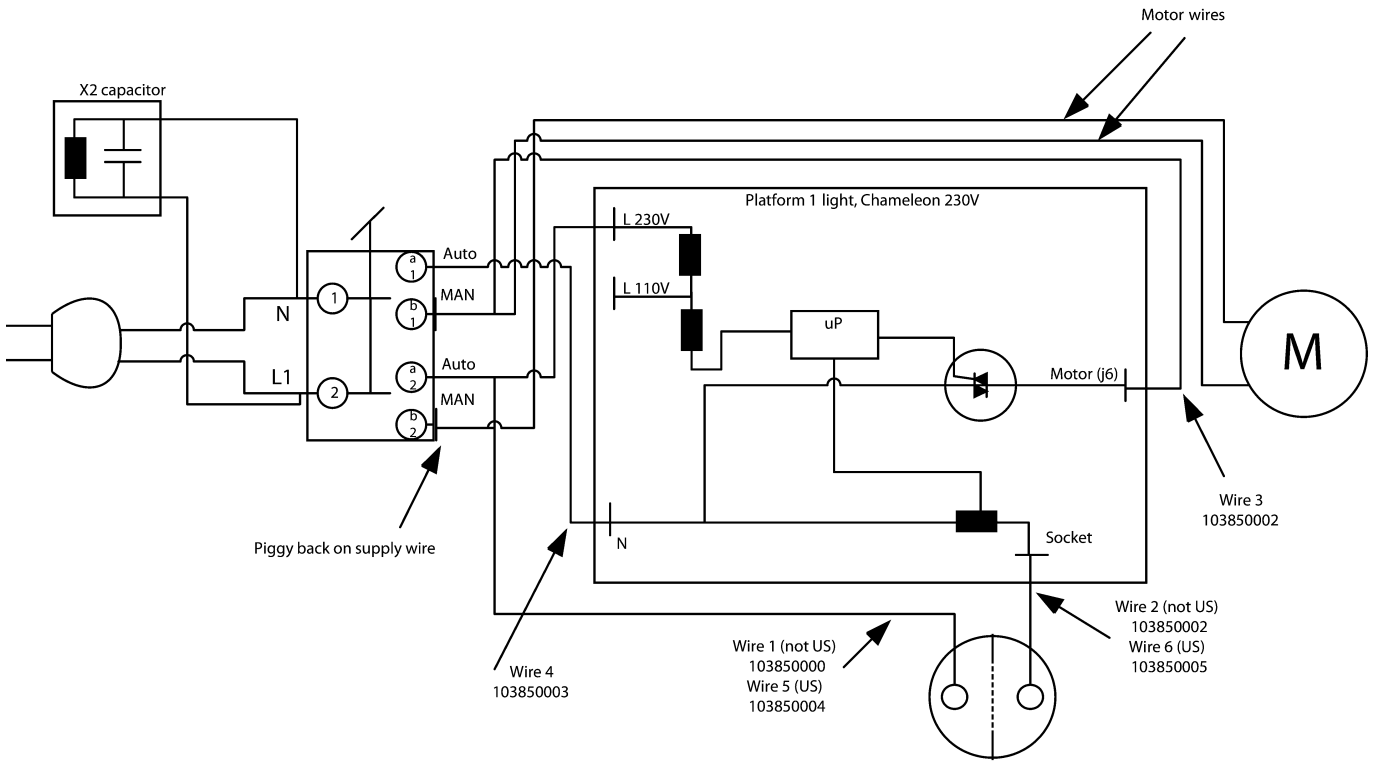 Motor wires
X2 capacitor
Platform 1 light, Chameleon 230V
L 230V
Auto
a
1
MAN
L 110V
1
N
b
1
uP
M
Auto
a
2
L1
Motor (j6)
2
MAN
b
2
Wire 3
103850002
Piggy back on supply wire
N
Socket
Wire 2 (not US)
103850002
Wire 6 (US)
103850005
Wire 1 (not US)
103850000
Wire 5 (US)
103850004
Wire 4
103850003